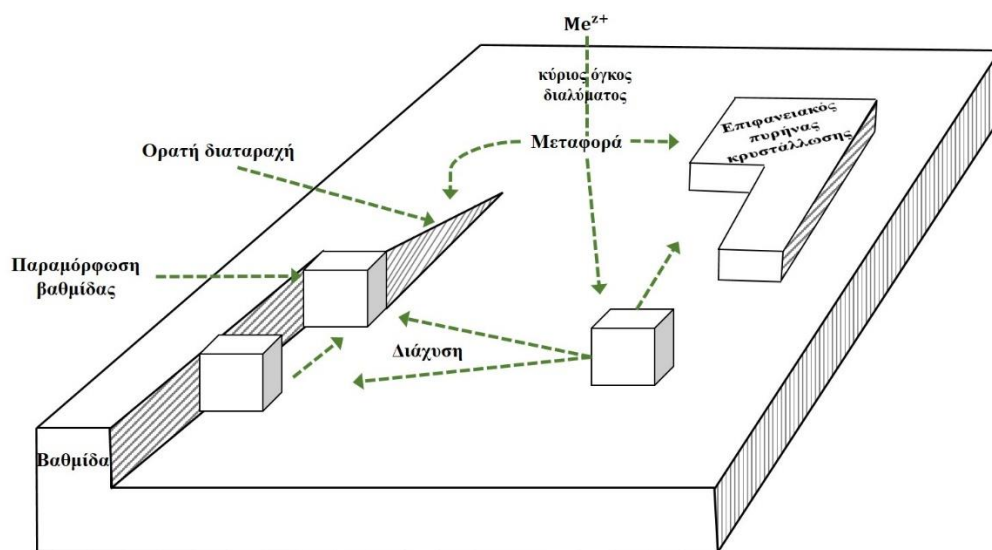 Me^z+
κύριος όγκος
διαλύματος
Επιφανειακός
πυρήνας
κρυστάλλωσης
Μεταφορά
Ορατή διαταραχή
Παραμόρφωση
βαθμίδας
Διάχυση
Βαθμίδα